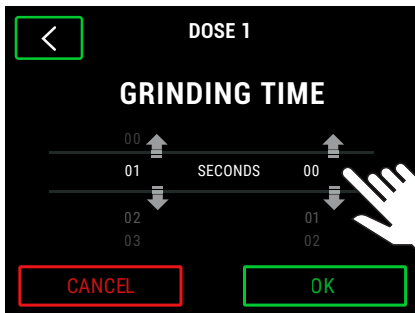 DOSE 1
GRINDING TIME
00
01 SECONDS 00
02 01
03 02
CANCEL OK